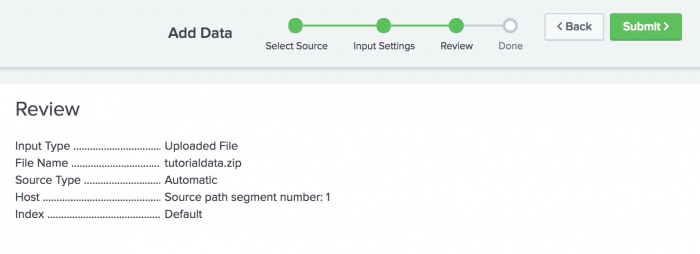 Add Data
Select Source
Input Settings
Review
Done
< Back
Submit >
Review
Input Type ............................... Uploaded File
File Name ............................... tutorialdata.zip
Source Type ............................ Automatic
Host ......................................... Source path segment number: 1
Index ........................................ Default